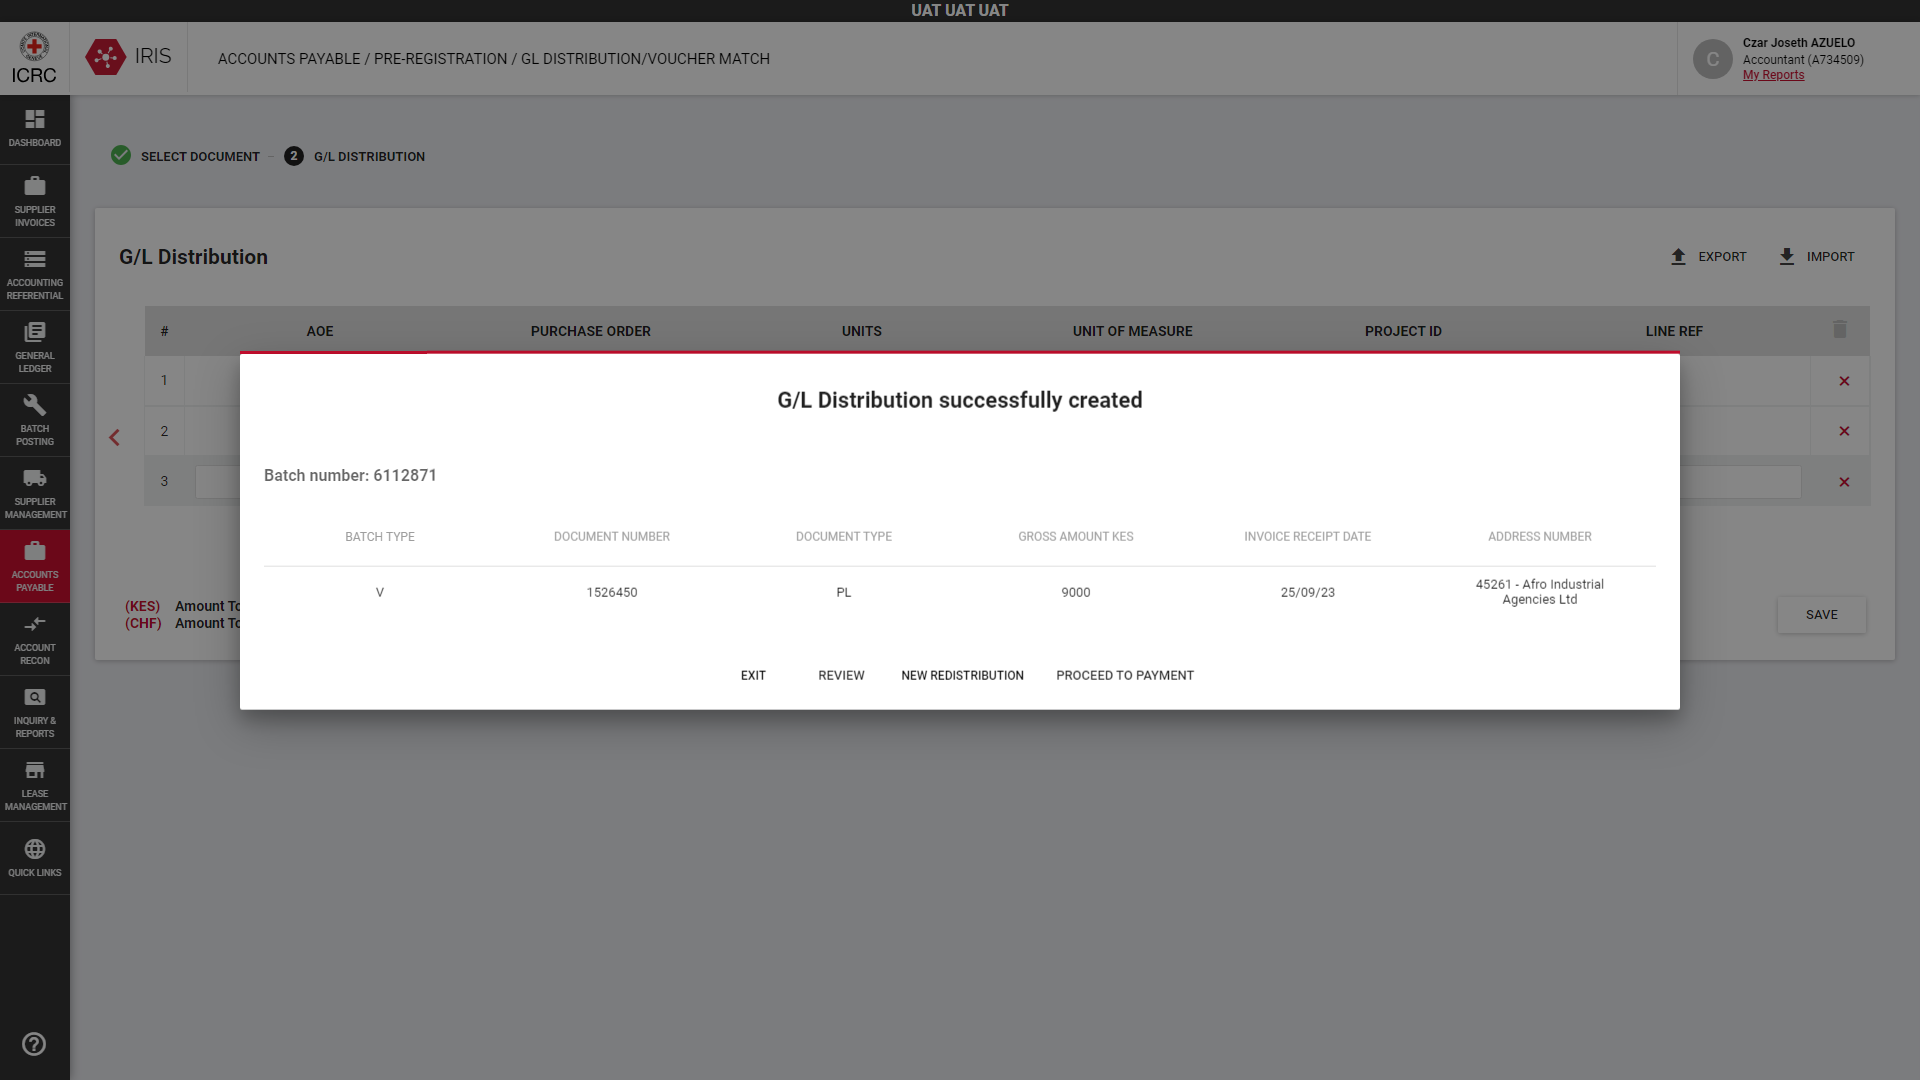 UAT UAT UAT
ICRC
IRIS
ACCOUNTS PAYABLE / PRE-REGISTRATION / GL DISTRIBUTION/VOUCHER MATCH
C
Czar Joseth AZUELO
Accountant (A734509)
My Reports
DASHBOARD
SUPPLIER
INVOICES
ACCOUNTING
REFERENTIAL
GENERAL
LEDGER
BATCH
POSTING
SUPPLIER
MANAGEMENT
ACCOUNTS
PAYABLE
ACCOUNT
RECON
INQUIRY &
REPORTS
LEASE
MANAGEMENT
QUICK LINKS
SELECT DOCUMENT
2 G/L DISTRIBUTION
G/L Distribution
EXPORT IMPORT
# AOE PURCHASE ORDER UNITS UNIT OF MEASURE PROJECT ID LINE REF
1
2
3
(KES) Amount To
(CHF) Amount To
SAVE
G/L Distribution successfully created
Batch number: 6112871
BATCH TYPE DOCUMENT NUMBER DOCUMENT TYPE GROSS AMOUNT KES INVOICE RECEIPT DATE ADDRESS NUMBER
V 1526450 PL 9000 25/09/23 45261 - Afro Industrial
Agencies Ltd
EXIT REVIEW NEW REDISTRIBUTION PROCEED TO PAYMENT